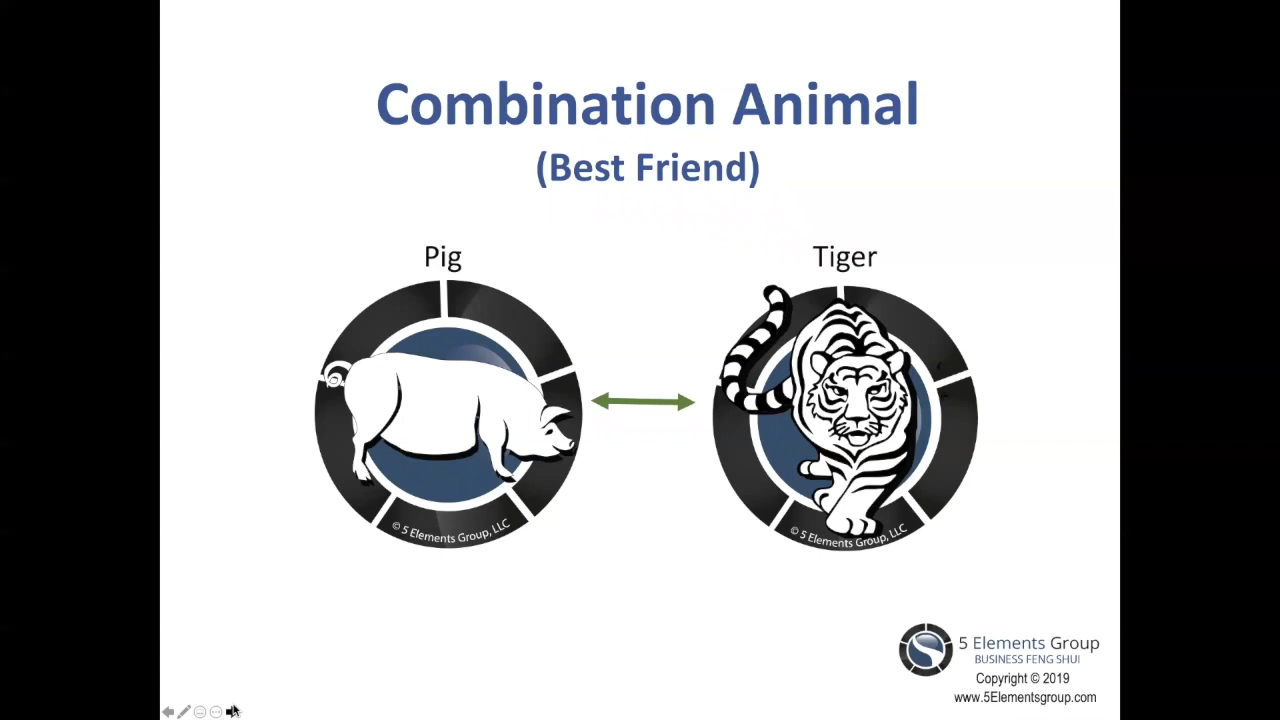 Combination Animal
(Best Friend)
Pig
Tiger
© 5 Elements Group, LLC
© 5 Elements Group, LLC
5 Elements Group
BUSINESS FENG SHUI
Copyright © 2019
www.5Elementsgroup.com